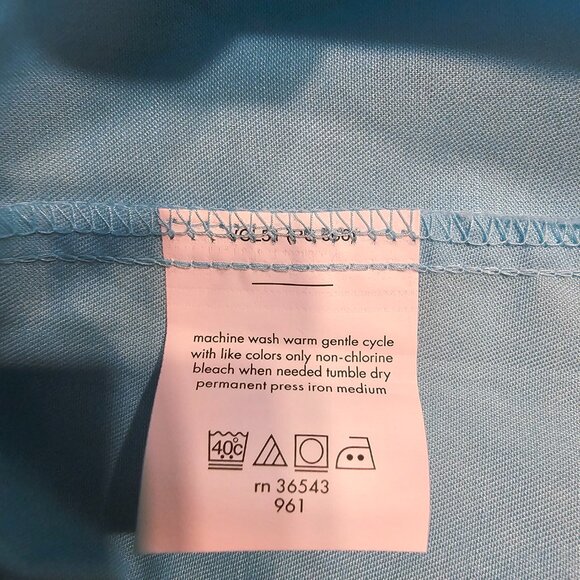 machine wash warm gentle cycle
with like colors only non-chlorine
bleach when needed tumble dry
permanent press iron medium
40°C
rn 36543
961